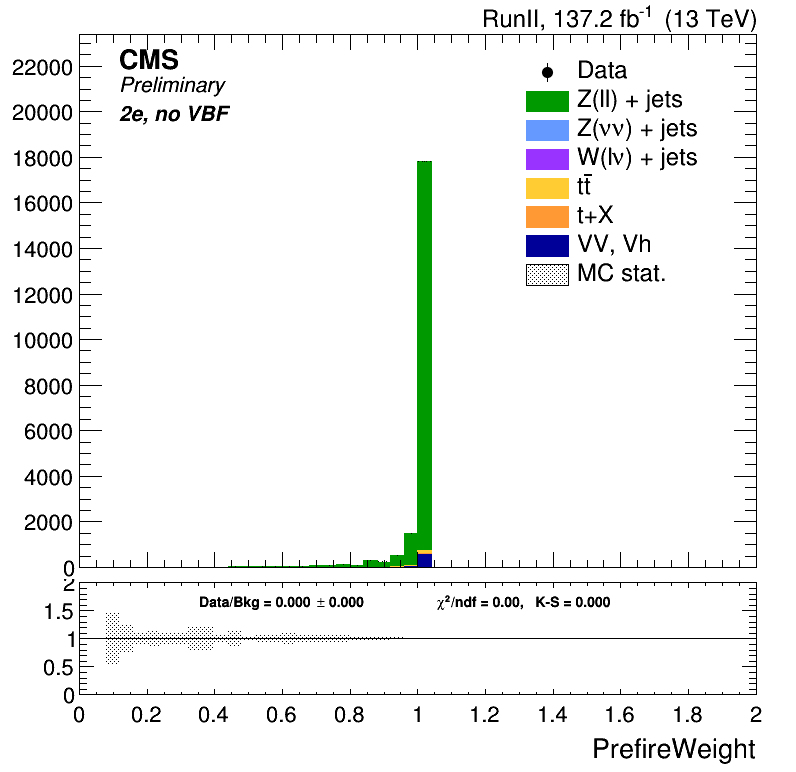 RunII, 137.2 fb⁻¹ (13 TeV)
CMS
Preliminary
2e, no VBF
Data
Z(ll) + jets
Z(νν) + jets
W(lν) + jets
tt̄
t+X
VV, Vh
MC stat.
22000
20000
18000
16000
14000
12000
10000
8000
6000
4000
2000
0
Data/Bkg = 0.000 ± 0.000
χ²/ndf = 0.00, K-S = 0.000
2
1.5
1
0.5
0
0 0.2 0.4 0.6 0.8 1 1.2 1.4 1.6 1.8 2
PrefireWeight